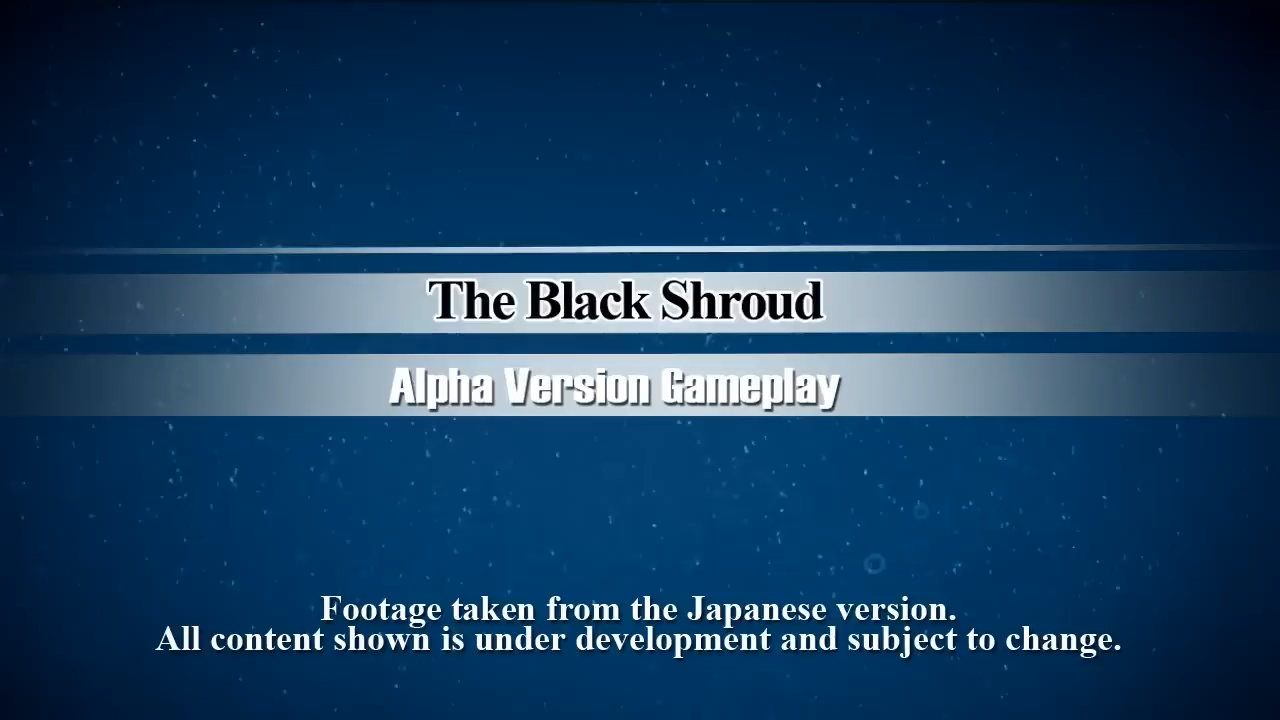 The Black Shroud
Alpha Version Gameplay
Footage taken from the Japanese version.
All content shown is under development and subject to change.